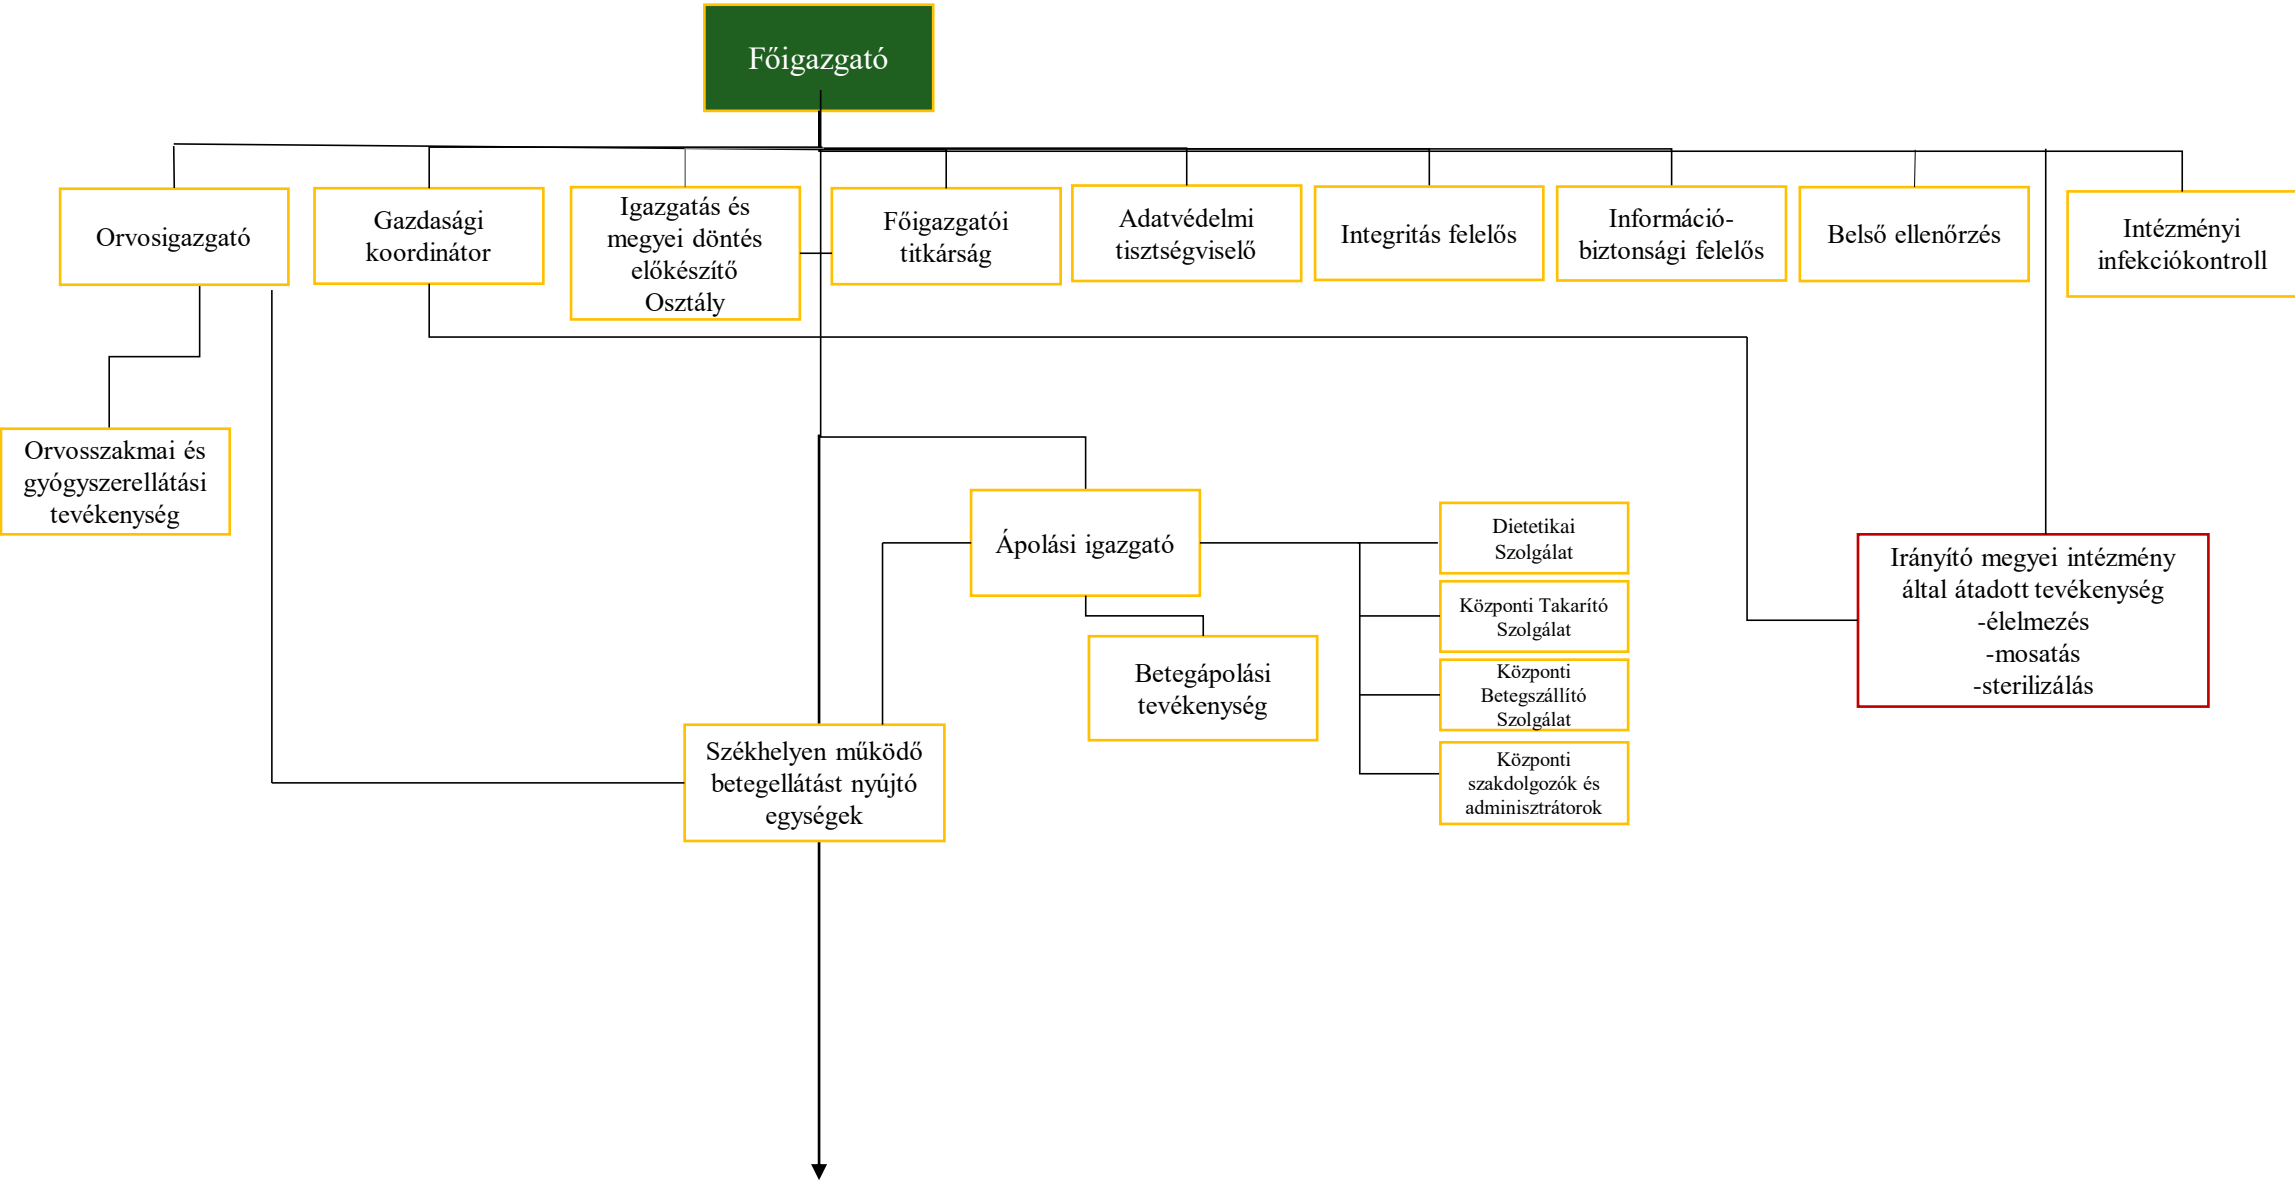 Főigazgató
Orvosigazgató
Gazdasági
koordinátor
Igazgatás és
megyei döntés
előkészítő
Osztály
Főigazgatói
titkárság
Adatvédelmi
tisztségviselő
Integritás felelős
Információ-
biztonsági felelős
Belső ellenőrzés
Intézményi
infekciókontroll
Orvosszakmai és
gyógyszerellátási
tevékenység
Ápolási igazgató
Dietetikai
Szolgálat
Központi Takarító
Szolgálat
Központi
Betegszállító
Szolgálat
Központi
szakdolgozók és
adminisztrátorok
Irányító megyei intézmény
által átadott tevékenység
-élelmezés
-mosatás
-sterilizálás
Betegápolási
tevékenység
Székhelyen működő
betegellátást nyújtó
egységek